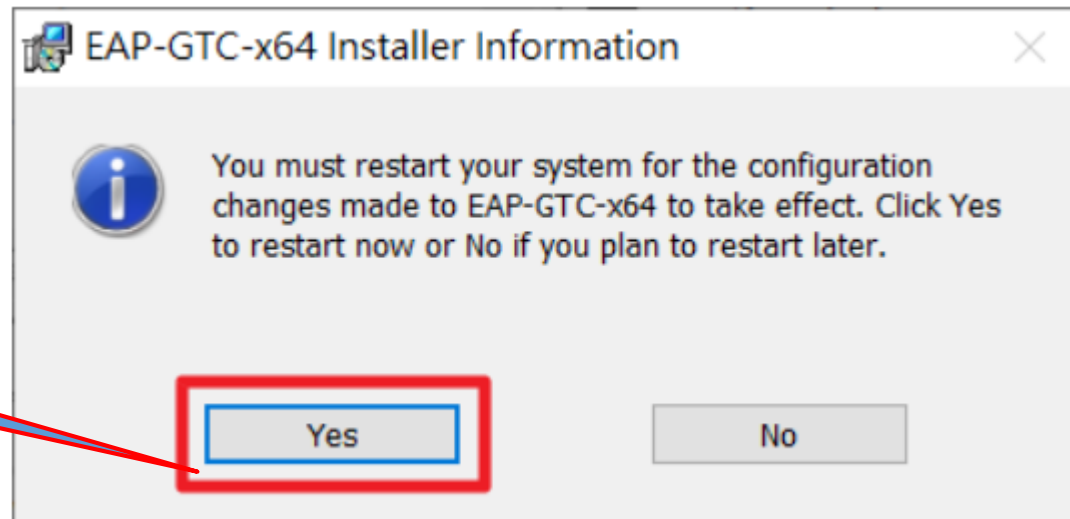 EAP-GTC-x64 Installer Information
You must restart your system for the configuration
changes made to EAP-GTC-x64 to take effect. Click Yes
to restart now or No if you plan to restart later.
Yes
No